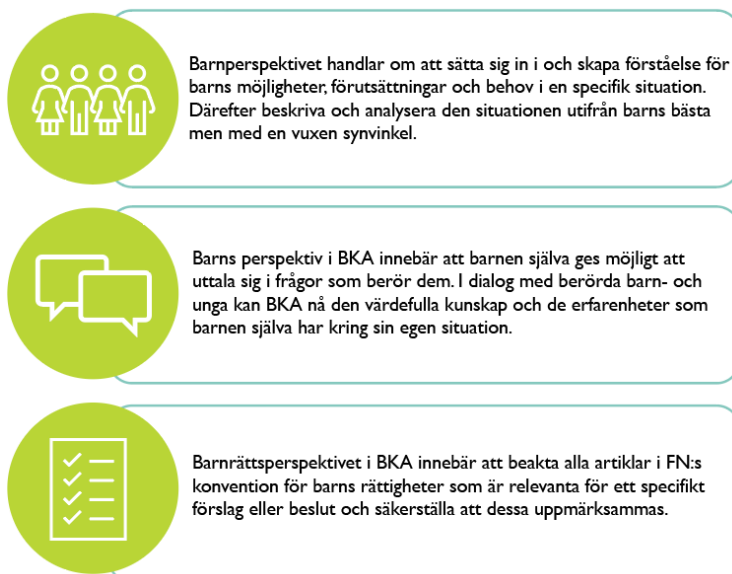 Barnperspektivet handlar om att sätta sig in i och skapa förståelse för
barns möjligheter, förutsättningar och behov i en specifik situation.
Därefter beskriva och analysera den situationen utifrån barns bästa
men med en vuxen synvinkel.
Barns perspektiv i BKA innebär att barnen själva ges möjligt att
uttala sig i frågor som berör dem. I dialog med berörda barn- och
unga kan BKA nå den värdefulla kunskap och de erfarenheter som
barnen själva har kring sin egen situation.
Barnrättsperspektivet i BKA innebär att beakta alla artiklar i FN:s
konvention för barns rättigheter som är relevanta för ett specifikt
förslag eller beslut och säkerställa att dessa uppmärksammas.